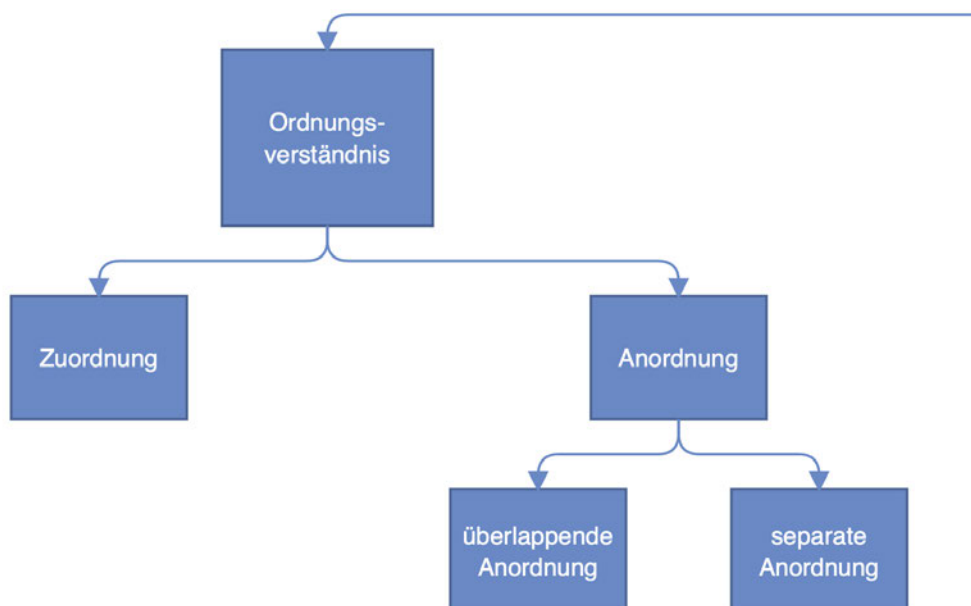 Ordnungs-
verständnis
Zuordnung
Anordnung
überlappende
Anordnung
separate
Anordnung